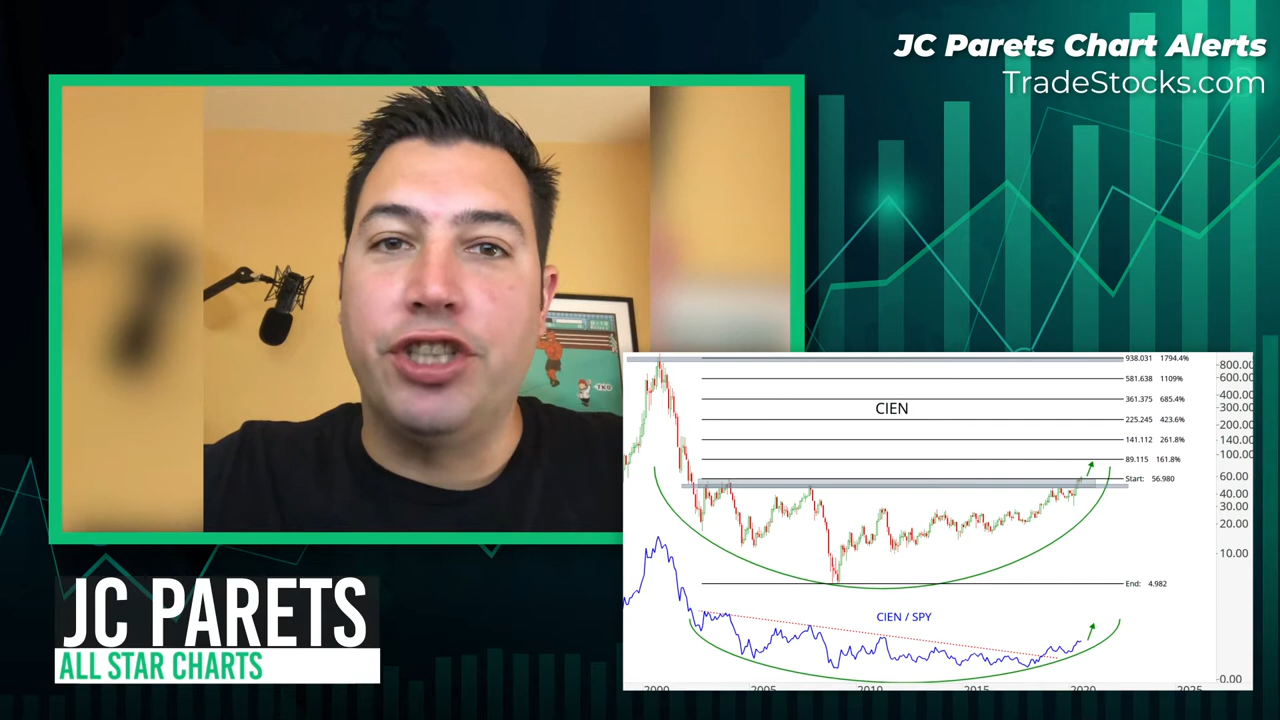 JC Parets Chart Alerts
TradeStocks.com
TKO
JC PARETS
ALL STAR CHARTS
CIEN
938.031 1794.4%
581.638 1109%
361.375 685.4%
225.245 423.6%
141.112 261.8%
89.115 161.8%
Start: 56.980
End: 4.982
800.00
600.00
400.00
300.00
200.00
140.00
100.00
60.00
40.00
30.00
20.00
10.00
0.00
CIEN / SPY
2000 2005 2010 2015 2020 2025